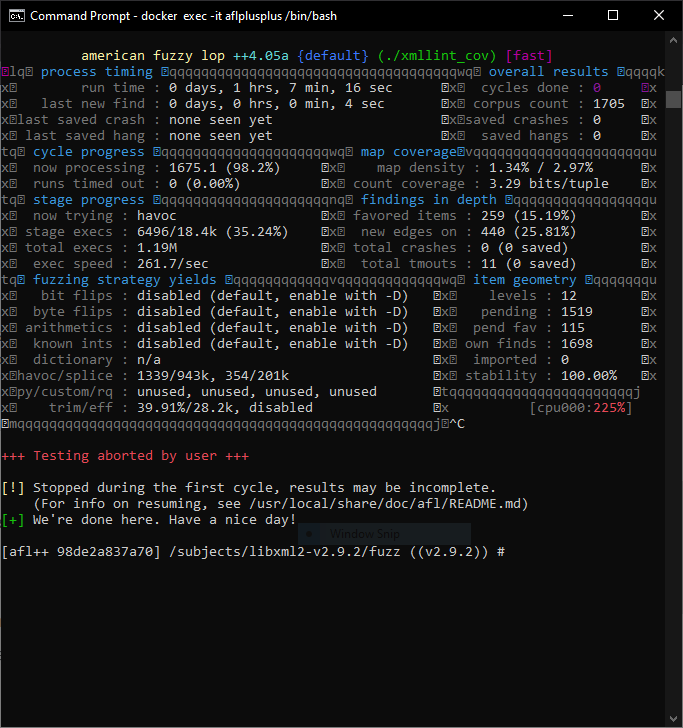 Command Prompt - docker exec -it aflplusplus /bin/bash
american fuzzy lop ++4.05a {default} (./xmllint_cov) [fast]
lq process timing qqqqqqqqqqqqqqqqqqqqqqqqqqqqqqqqqqqqwq overall results qqqqk
x run time : 0 days, 1 hrs, 7 min, 16 sec x cycles done : 0 x
x last new find : 0 days, 0 hrs, 0 min, 4 sec x corpus count : 1705 x
x last saved crash : none seen yet x saved crashes : 0 x
x last saved hang : none seen yet x saved hangs : 0 x
tq cycle progress qqqqqqqqqqqqqqqqqqqqqwq map coverage vqqqqqqqqqqqqqqqqqqqqqqu
x now processing : 1675.1 (98.2%) x map density : 1.34% / 2.97% x
x runs timed out : 0 (0.00%) x count coverage : 3.29 bits/tuple x
tq stage progress qqqqqqqqqqqqqqqqqqqqqnq findings in depth qqqqqqqqqqqqqqqqqqu
x now trying : havoc x favored items : 259 (15.19%) x
x stage execs : 6496/18.4k (35.24%) x new edges on : 440 (25.81%) x
x total execs : 1.19M x total crashes : 0 (0 saved) x
x exec speed : 261.7/sec x total tmouts : 11 (0 saved) x
tq fuzzing strategy yields qqqqqqqqqqqqvqqqqqqqqqqqqqwq item geometry qqqqqqqu
x bit flips : disabled (default, enable with -D) x levels : 12 x
x byte flips : disabled (default, enable with -D) x pending : 1519 x
x arithmetics : disabled (default, enable with -D) x pend fav : 115 x
x known ints : disabled (default, enable with -D) x own finds : 1698 x
x dictionary : n/a x imported : 0 x
x havoc/splice : 1339/943k, 354/201k x stability : 100.00% x
x py/custom/rq : unused, unused, unused, unused tqqqqqqqqqqqqqqqqqqqqqqqj
x trim/eff : 39.91%/28.2k, disabled x [cpu000:225%]
mqqqqqqqqqqqqqqqqqqqqqqqqqqqqqqqqqqqqqqqqqqqqqqqqqqqqj^C
+++ Testing aborted by user +++
[!] Stopped during the first cycle, results may be incomplete.
(For info on resuming, see /usr/local/share/doc/afl/README.md)
[+] We're done here. Have a nice day!
Window Snip
[afl++ 98de2a837a70] /subjects/libxml2-v2.9.2/fuzz ((v2.9.2)) #